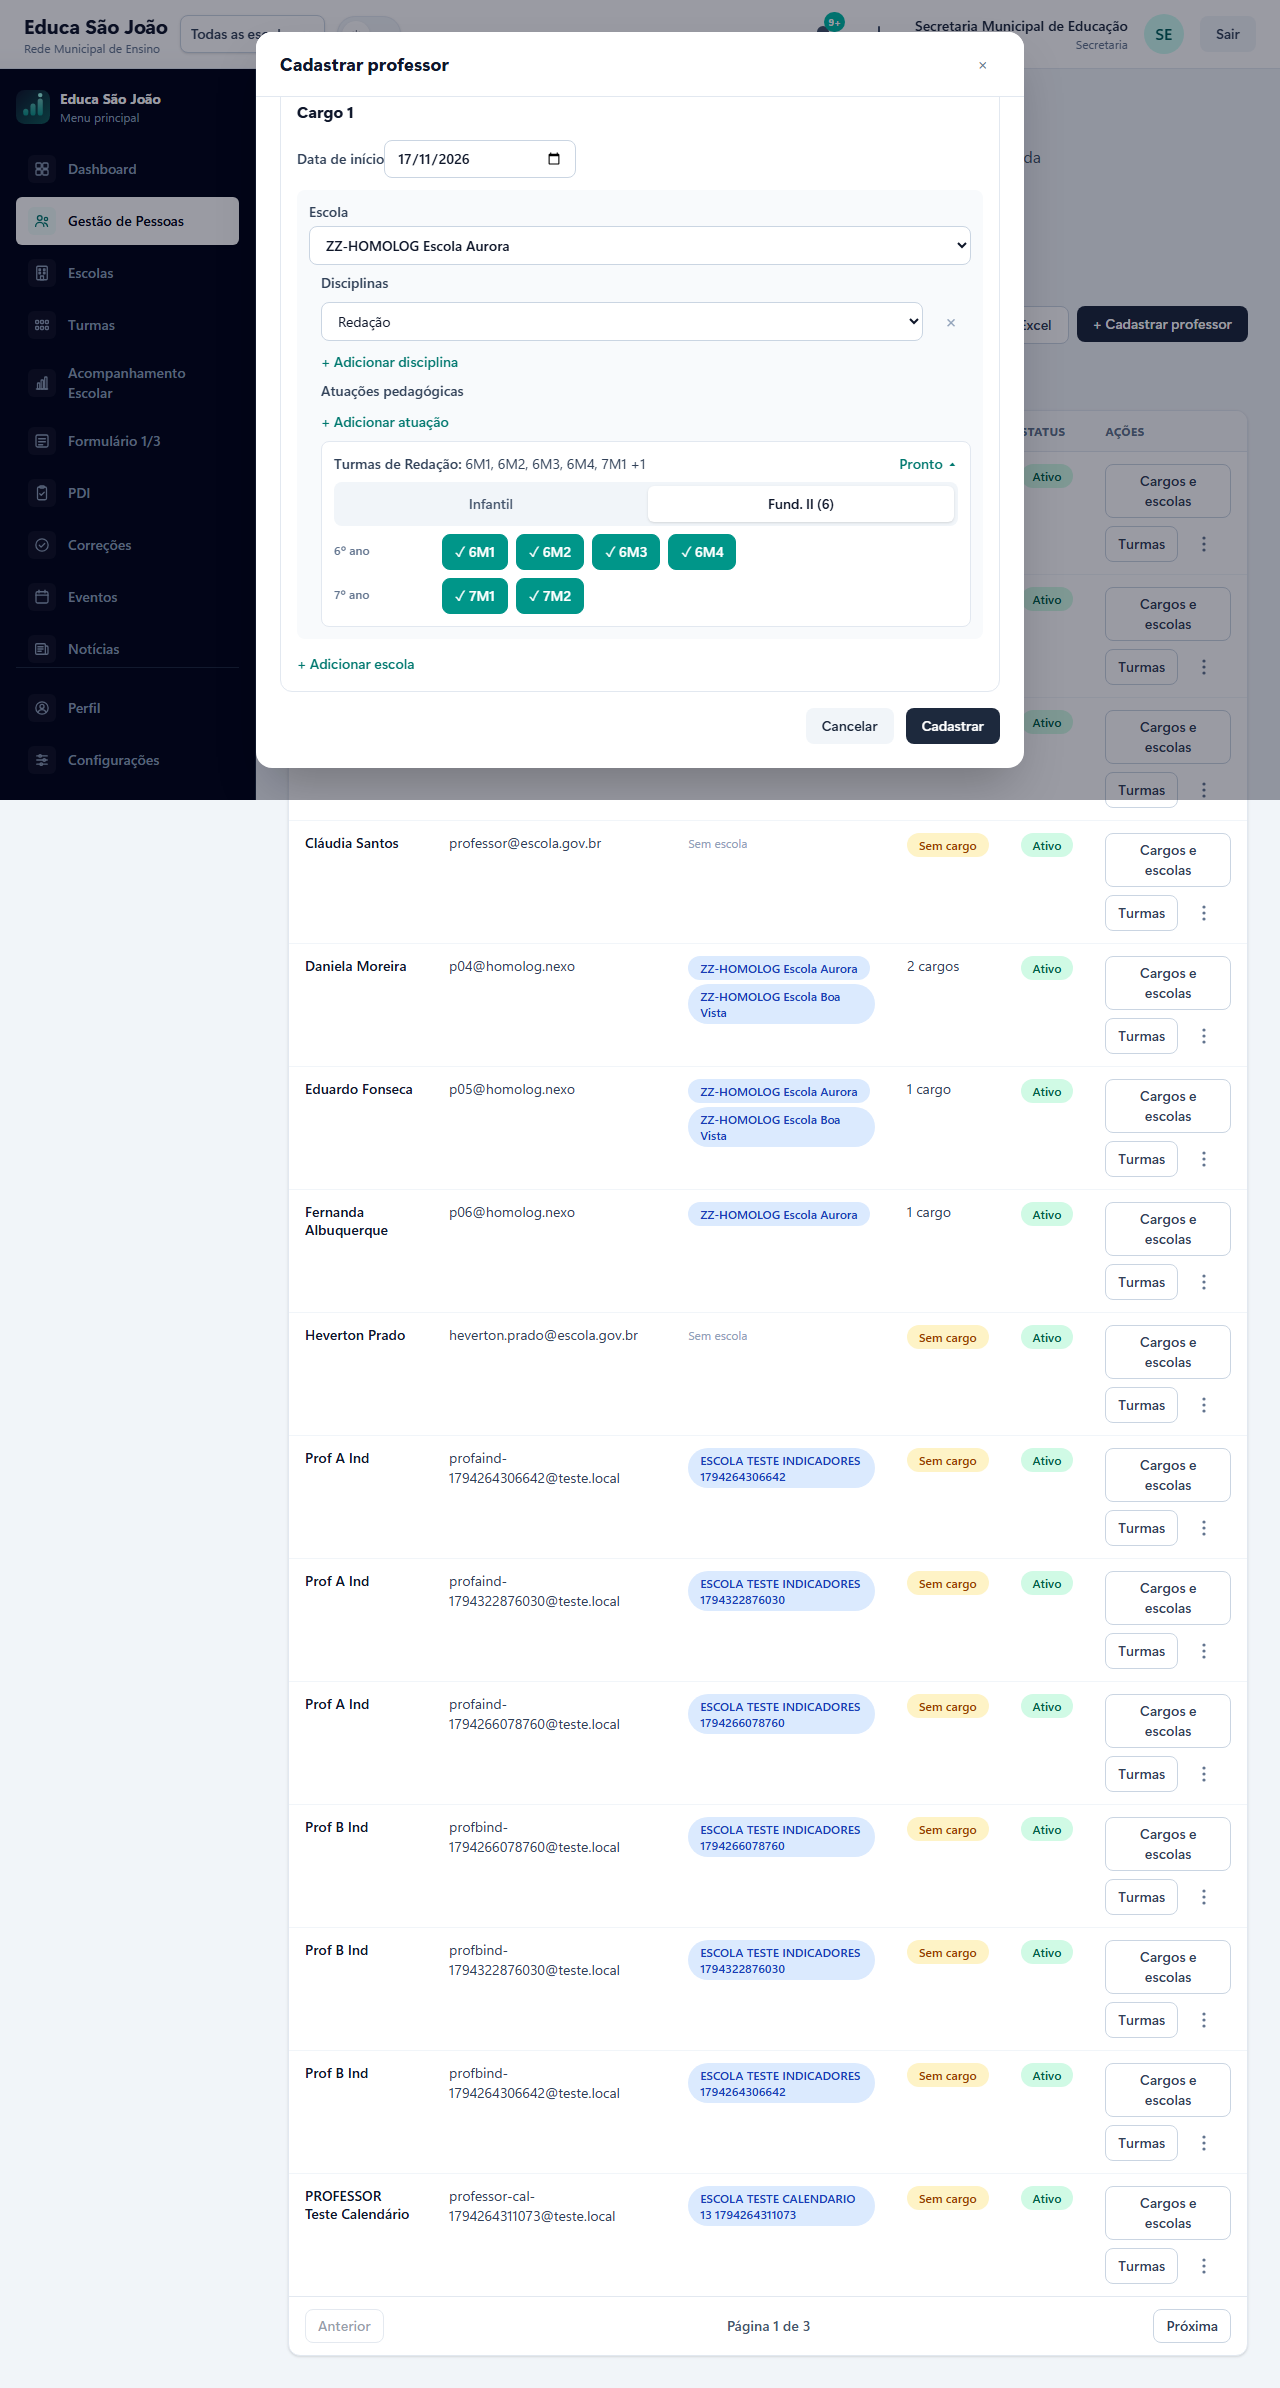 Educa São João
Rede Municipal de Ensino
Todas as esc
9+
Secretaria Municipal de Educação
Secretaria
SE
Sair
Educa São João
Menu principal
Dashboard
Gestão de Pessoas
Escolas
Turmas
Acompanhamento
Escolar
Formulário 1/3
PDI
Correções
Eventos
Notícias
Perfil
Configurações
Cadastrar professor
×
Cargo 1
Data de início 17/11/2026
Escola
ZZ-HOMOLOG Escola Aurora
Disciplinas
Redação
×
+ Adicionar disciplina
Atuações pedagógicas
+ Adicionar atuação
Turmas de Redação: 6M1, 6M2, 6M3, 6M4, 7M1 +1
Pronto
Infantil
Fund. II (6)
6º ano
✓ 6M1
✓ 6M2
✓ 6M3
✓ 6M4
7º ano
✓ 7M1
✓ 7M2
+ Adicionar escola
Cancelar
Cadastrar
da
Excel
+ Cadastrar professor
STATUS
AÇÕES
Ativo
Cargos e
escolas
Turmas
Ativo
Cargos e
escolas
Turmas
Ativo
Cargos e
escolas
Turmas
Cláudia Santos
professor@escola.gov.br
Sem escola
Sem cargo
Ativo
Cargos e
escolas
Turmas
Daniela Moreira
p04@homolog.nexo
ZZ-HOMOLOG Escola Aurora
ZZ-HOMOLOG Escola Boa
Vista
2 cargos
Ativo
Cargos e
escolas
Turmas
Eduardo Fonseca
p05@homolog.nexo
ZZ-HOMOLOG Escola Aurora
ZZ-HOMOLOG Escola Boa
Vista
1 cargo
Ativo
Cargos e
escolas
Turmas
Fernanda
Albuquerque
p06@homolog.nexo
ZZ-HOMOLOG Escola Aurora
1 cargo
Ativo
Cargos e
escolas
Turmas
Heverton Prado
heverton.prado@escola.gov.br
Sem escola
Sem cargo
Ativo
Cargos e
escolas
Turmas
Prof A Ind
profaind-
1794264306642@teste.local
ESCOLA TESTE INDICADORES
1794264306642
Sem cargo
Ativo
Cargos e
escolas
Turmas
Prof A Ind
profaind-
1794322876030@teste.local
ESCOLA TESTE INDICADORES
1794322876030
Sem cargo
Ativo
Cargos e
escolas
Turmas
Prof A Ind
profaind-
1794266078760@teste.local
ESCOLA TESTE INDICADORES
1794266078760
Sem cargo
Ativo
Cargos e
escolas
Turmas
Prof B Ind
profbind-
1794266078760@teste.local
ESCOLA TESTE INDICADORES
1794266078760
Sem cargo
Ativo
Cargos e
escolas
Turmas
Prof B Ind
profbind-
1794322876030@teste.local
ESCOLA TESTE INDICADORES
1794322876030
Sem cargo
Ativo
Cargos e
escolas
Turmas
Prof B Ind
profbind-
1794264306642@teste.local
ESCOLA TESTE INDICADORES
1794264306642
Sem cargo
Ativo
Cargos e
escolas
Turmas
PROFESSOR
Teste Calendário
professor-cal-
1794264311073@teste.local
ESCOLA TESTE CALENDARIO
13 1794264311073
Sem cargo
Ativo
Cargos e
escolas
Turmas
Anterior
Página 1 de 3
Próxima